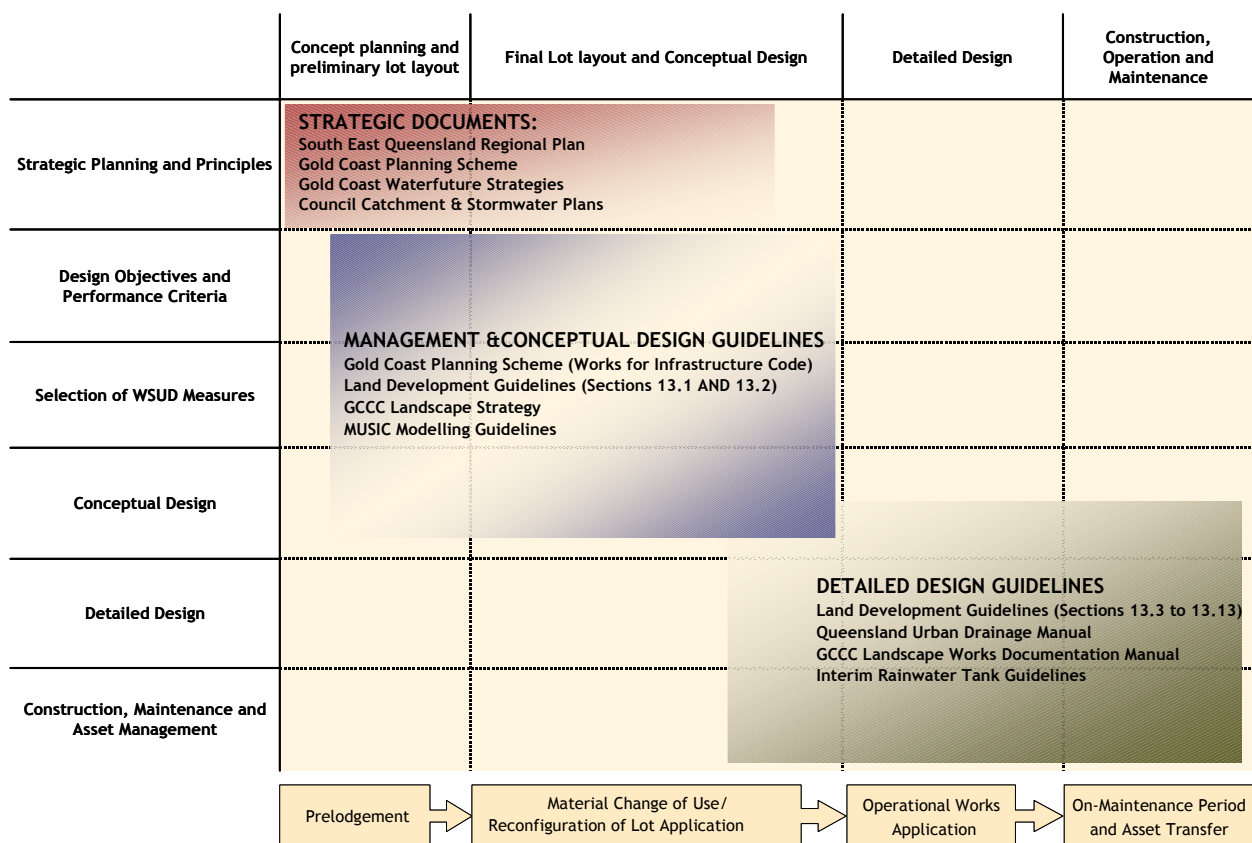 Concept planning and
preliminary lot layout
Final Lot layout and Conceptual Design
Detailed Design
Construction,
Operation and
Maintenance
Strategic Planning and Principles
STRATEGIC DOCUMENTS:
South East Queensland Regional Plan
Gold Coast Planning Scheme
Gold Coast Waterfuture Strategies
Council Catchment & Stormwater Plans
Design Objectives and
Performance Criteria
MANAGEMENT &CONCEPTUAL DESIGN GUIDELINES
Gold Coast Planning Scheme (Works for Infrastructure Code)
Land Development Guidelines (Sections 13.1 AND 13.2)
GCCC Landscape Strategy
MUSIC Modelling Guidelines
Selection of WSUD Measures
Conceptual Design
Detailed Design
DETAILED DESIGN GUIDELINES
Land Development Guidelines (Sections 13.3 to 13.13)
Queensland Urban Drainage Manual
GCCC Landscape Works Documentation Manual
Interim Rainwater Tank Guidelines
Construction, Maintenance and
Asset Management
Prelodgement
Material Change of Use/
Reconfiguration of Lot Application
Operational Works
Application
On-Maintenance Period
and Asset Transfer